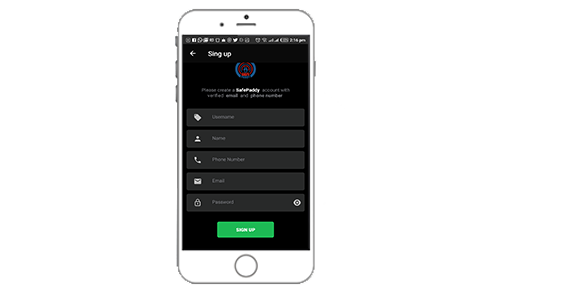 2:16 pm
Sing up
Please create a SafePaddy account with
verified email and phone number
Username
Name
Phone Number
Email
Password
SIGN UP